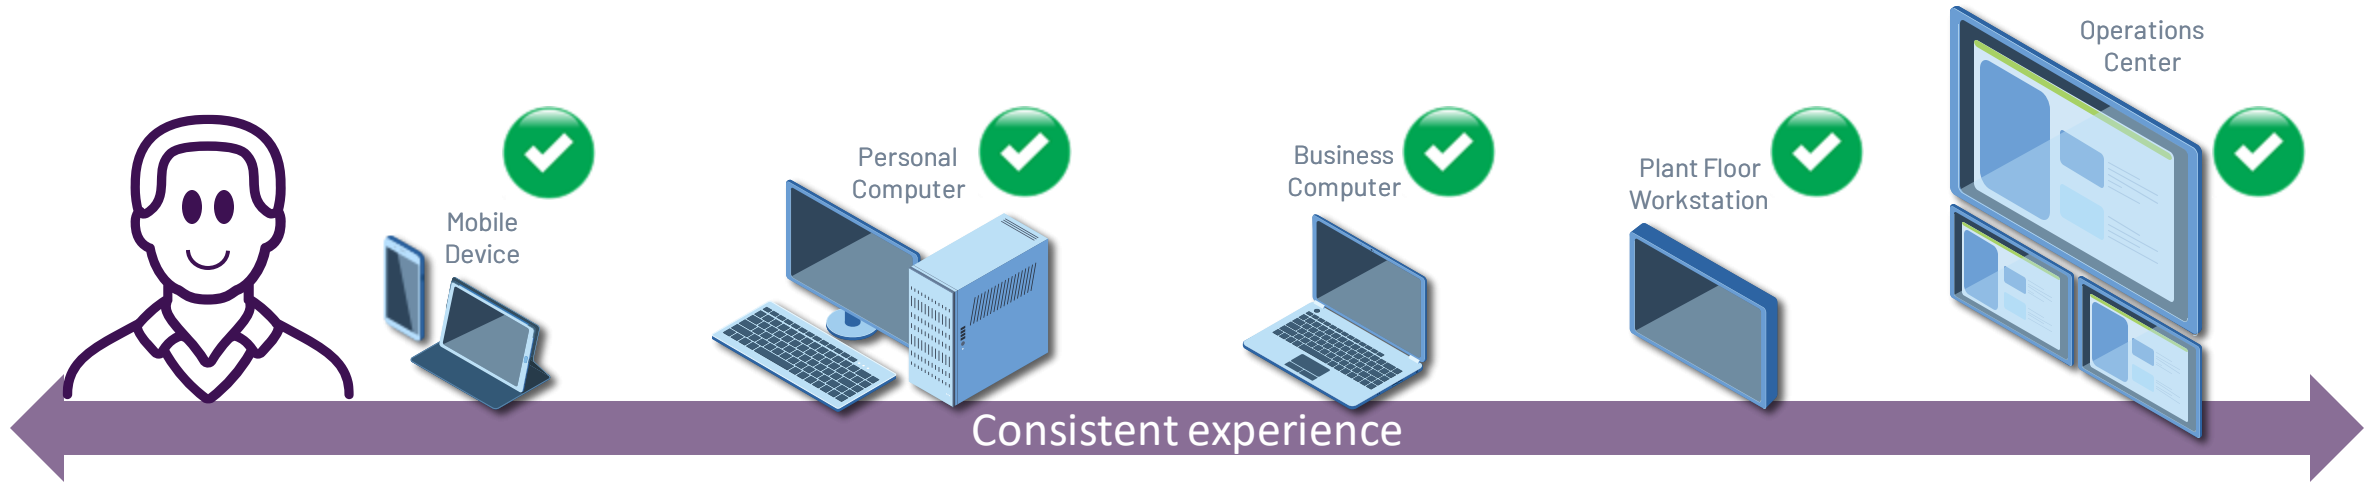 Mobile
Device
Personal
Computer
Business
Computer
Plant Floor
Workstation
Operations
Center
Consistent experience